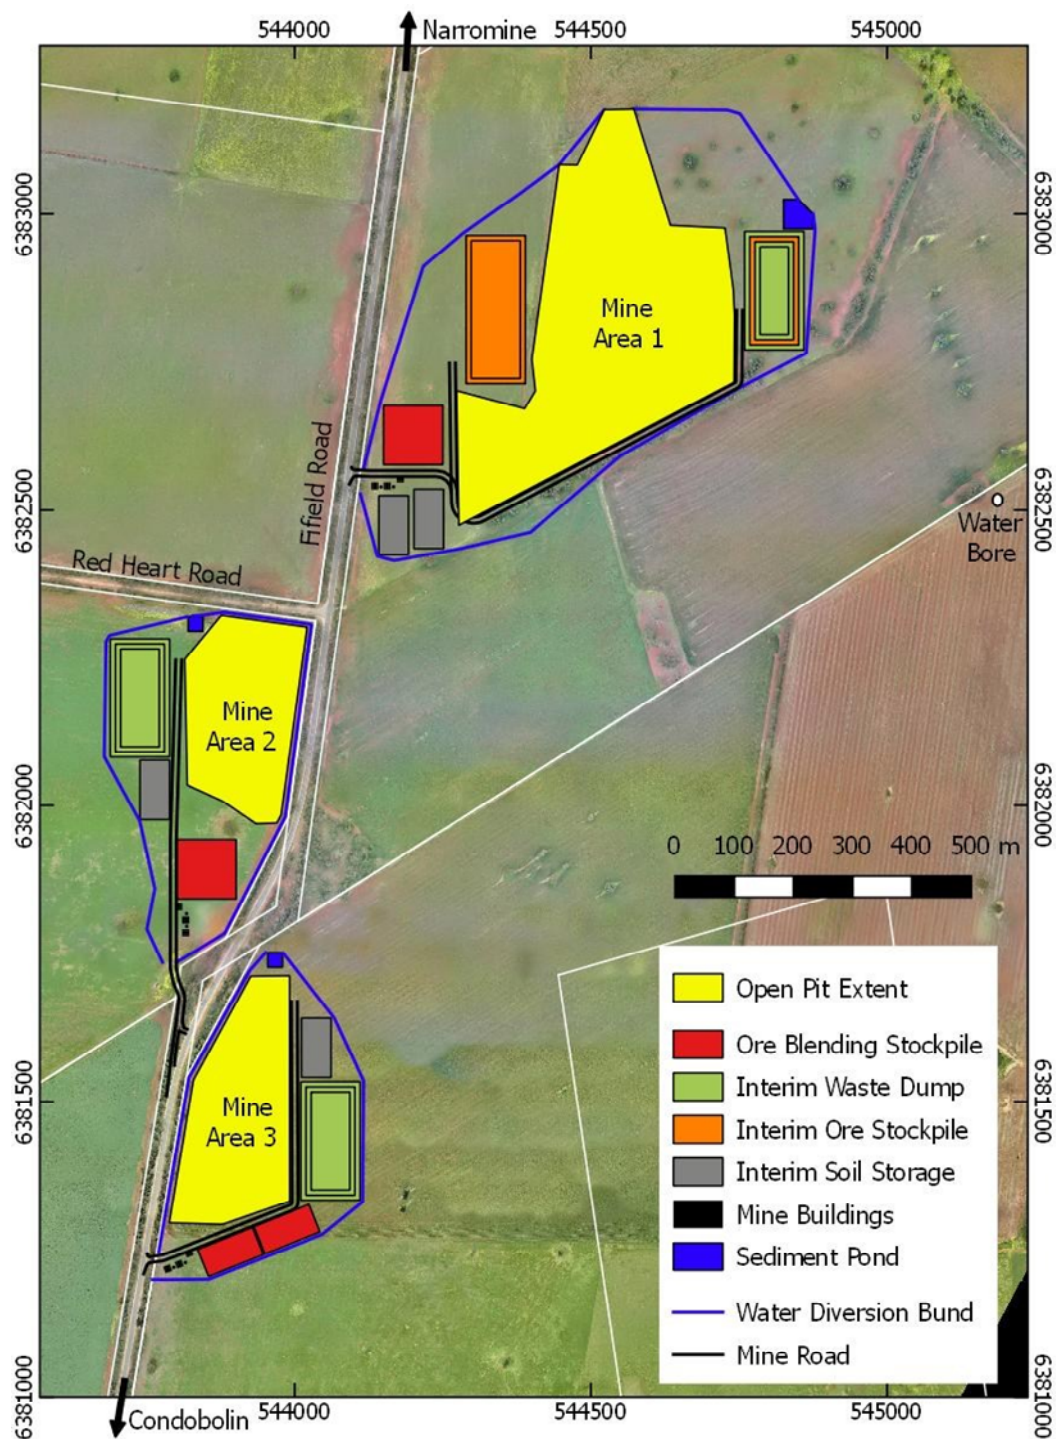 544000
544500
545000
Narromine
6383000
6383000
Mine
Area 1
Fifield Road
6382500
6382500
Water
Bore
Red Heart Road
Mine
Area 2
6382000
6382000
0 100 200 300 400 500 m
Open Pit Extent
Ore Blending Stockpile
Interim Waste Dump
Interim Ore Stockpile
Interim Soil Storage
Mine Buildings
Sediment Pond
Water Diversion Bund
Mine Road
6381500
6381500
Mine
Area 3
6381000
6381000
Condobolin
544000
544500
545000